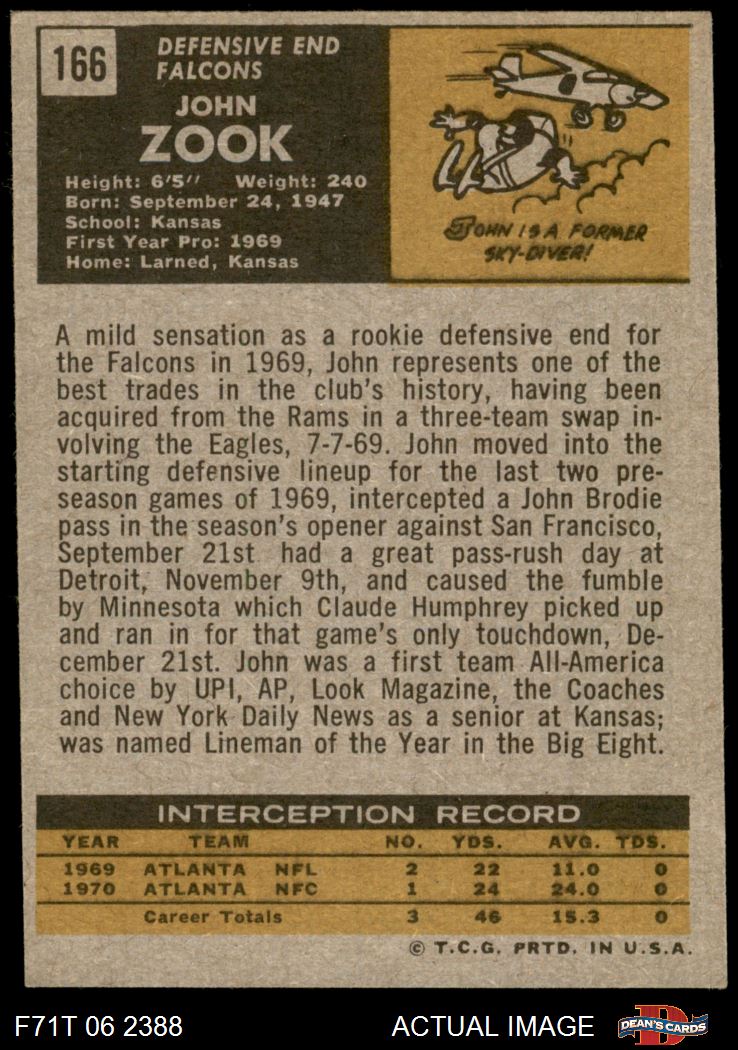 166
DEFENSIVE END
FALCONS
JOHN
ZOOK
Height: 6'5" Weight: 240
Born: September 24, 1947
School: Kansas
First Year Pro: 1969
Home: Larned, Kansas
JOHN IS A FORMER
SKY-DIVER!
A mild sensation as a rookie defensive end for
the Falcons in 1969, John represents one of the
best trades in the club's history, having been
acquired from the Rams in a three-team swap in-
volving the Eagles, 7-7-69. John moved into the
starting defensive lineup for the last two pre-
season games of 1969, intercepted a John Brodie
pass in the season's opener against San Francisco,
September 21st had a great pass-rush day at
Detroit, November 9th, and caused the fumble
by Minnesota which Claude Humphrey picked up
and ran in for that game's only touchdown, De-
cember 21st. John was a first team All-America
choice by UPI, AP, Look Magazine, the Coaches
and New York Daily News as a senior at Kansas;
was named Lineman of the Year in the Big Eight.
INTERCEPTION RECORD
YEAR TEAM NO. YDS. AVG. TDS.
1969 ATLANTA NFL 2 22 11.0 0
1970 ATLANTA NFC 1 24 24.0 0
Career Totals 3 46 15.3 0
© T.C.G. PRTD. IN U.S.A.
F71T 06 2388 ACTUAL IMAGE DEAN'S CARDS